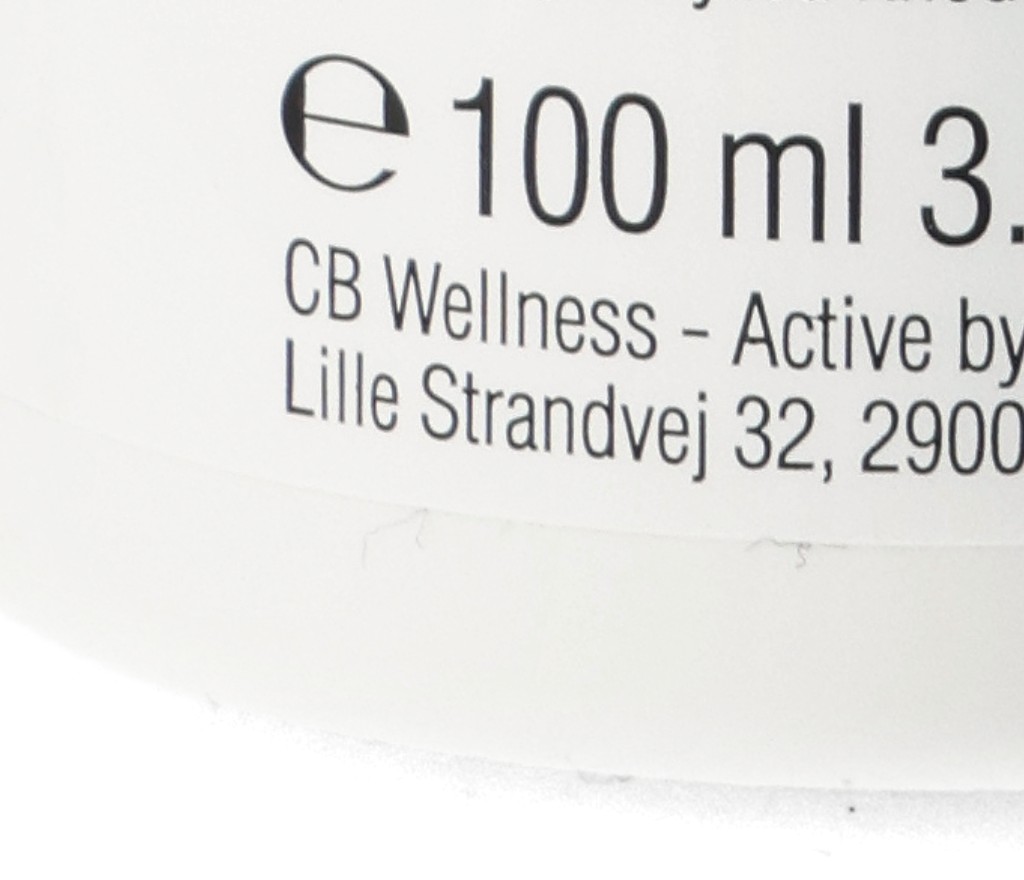 ℮ 100 ml 3.
CB Wellness - Active by
Lille Strandvej 32, 2900